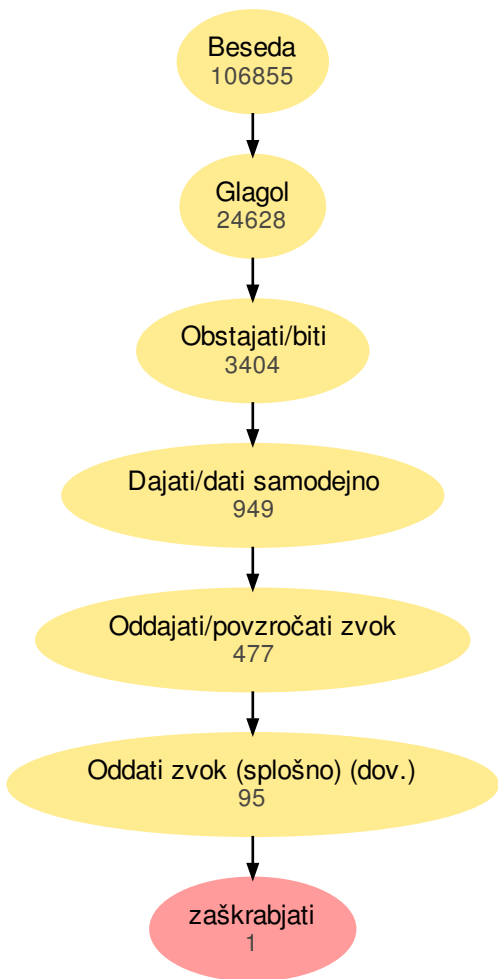 Beseda
106855
Glagol
24628
Obstajati/biti
3404
Dajati/dati samodejno
949
Oddajati/povzročati zvok
477
Oddati zvok (splošno) (dov.)
95
zaškrabjati
1